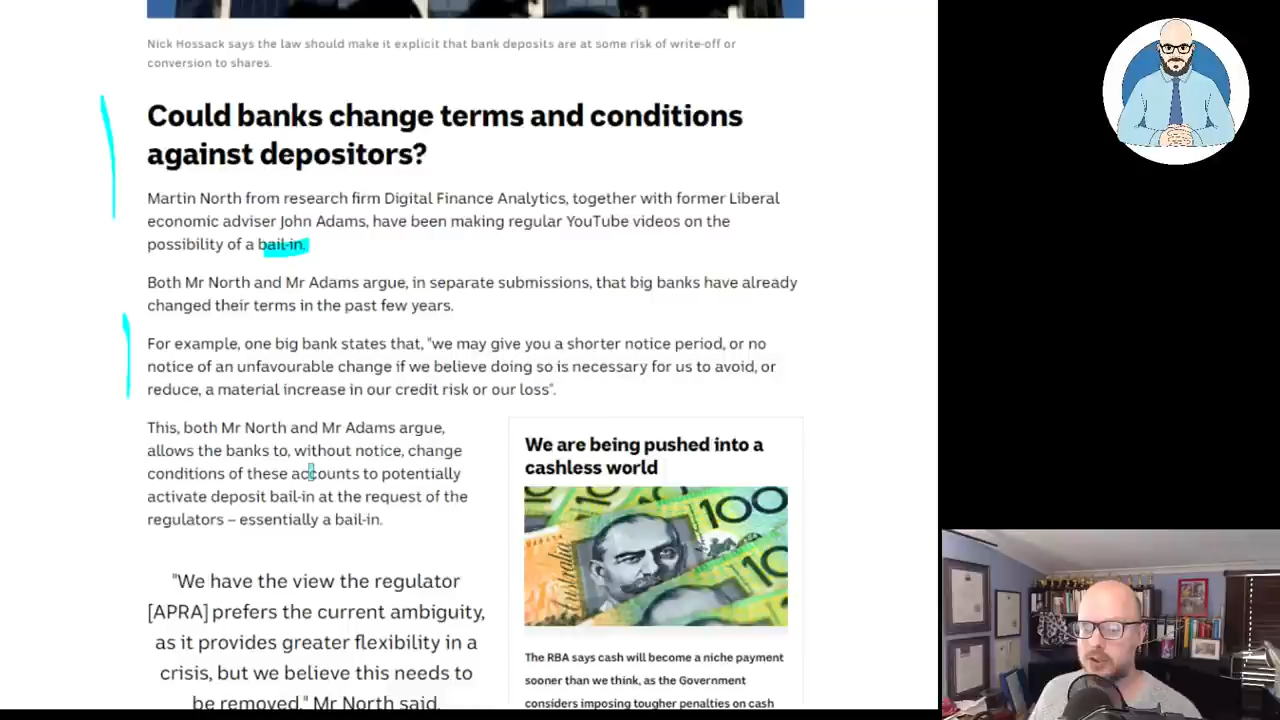 Nick Hossack says the law should make it explicit that bank deposits are at some risk of write-off or
conversion to shares.
Could banks change terms and conditions
against depositors?
Martin North from research firm Digital Finance Analytics, together with former Liberal
economic adviser John Adams, have been making regular YouTube videos on the
possibility of a bail-in.
Both Mr North and Mr Adams argue, in separate submissions, that big banks have already
changed their terms in the past few years.
For example, one big bank states that, "we may give you a shorter notice period, or no
notice of an unfavourable change if we believe doing so is necessary for us to avoid, or
reduce, a material increase in our credit risk or our loss".
This, both Mr North and Mr Adams argue,
allows the banks to, without notice, change
conditions of these accounts to potentially
activate deposit bail-in at the request of the
regulators – essentially a bail-in.
"We have the view the regulator
[APRA] prefers the current ambiguity,
as it provides greater flexibility in a
crisis, but we believe this needs to
be removed," Mr North said.
We are being pushed into a
cashless world
100
Australia
The RBA says cash will become a niche payment
sooner than we think, as the Government
considers imposing tougher penalties on cash